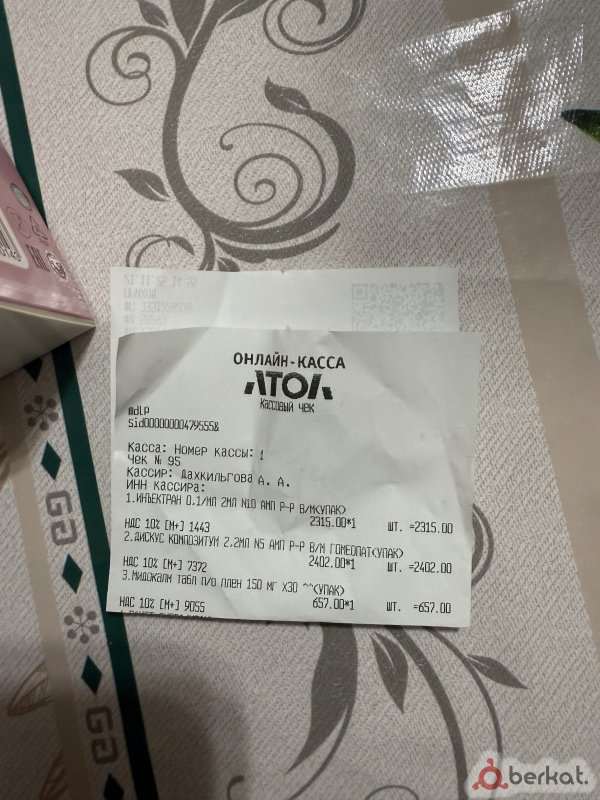 ОНЛАЙН-КАССА
АТОЛ
КАССОВЫЙ ЧЕК
mdlp
sid00000000479555&
Касса: Номер кассы: 1
Чек № 95
Кассир: Дахкильгова А. А.
ИНН Кассира:
1.ИНЪЕКТРАН 0.1/МЛ 2МЛ N10 АМП Р-Р В/М(УПАК)
2315.00*1 ШТ. =2315.00
НДС 10% [М+] 1443
2.ДИСКУС КОМПОЗИТУМ 2.2МЛ N5 АМП Р-Р В/М ГОМЕОПАТ(УПАК)
2402.00*1 ШТ. =2402.00
НДС 10% [М+] 7372
3.МИДОКАЛМ ТАБЛ П/О ПЛЕН 150 МГ X30 ^^(УПАК)
657.00*1 ШТ. =657.00
НДС 10% [М+] 9055
berkat.